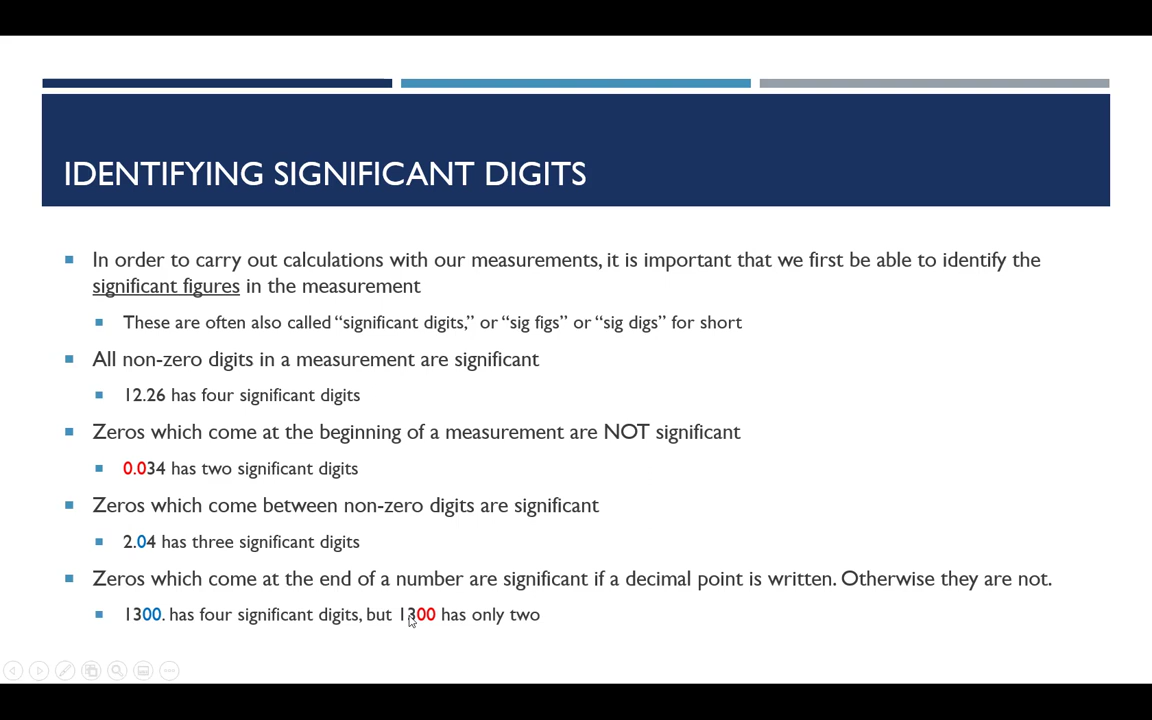 IDENTIFYING SIGNIFICANT DIGITS
In order to carry out calculations with our measurements, it is important that we first be able to identify the
significant figures in the measurement
These are often also called “significant digits,” or “sig figs” or “sig digs” for short
All non-zero digits in a measurement are significant
12.26 has four significant digits
Zeros which come at the beginning of a measurement are NOT significant
0.034 has two significant digits
Zeros which come between non-zero digits are significant
2.04 has three significant digits
Zeros which come at the end of a number are significant if a decimal point is written. Otherwise they are not.
1300. has four significant digits, but 1300 has only two